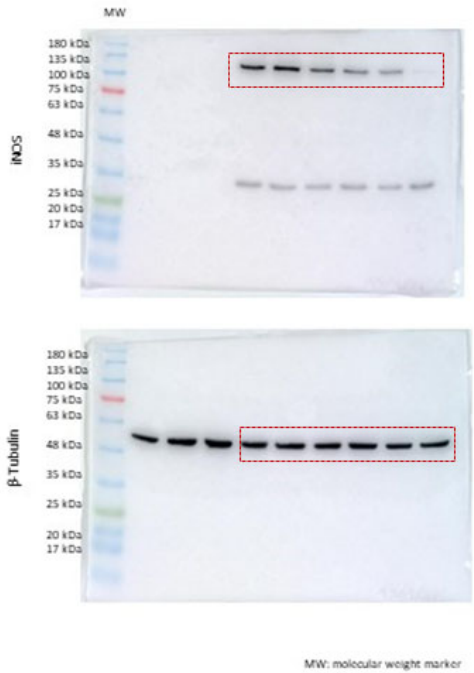 MW
180 kDa
135 kDa
100 kDa
75 kDa
63 kDa
48 kDa
35 kDa
25 kDa
20 kDa
17 kDa
iNOS
180 kDa
135 kDa
100 kDa
75 kDa
63 kDa
48 kDa
35 kDa
25 kDa
20 kDa
17 kDa
β-Tubulin
MW: molecular weight marker